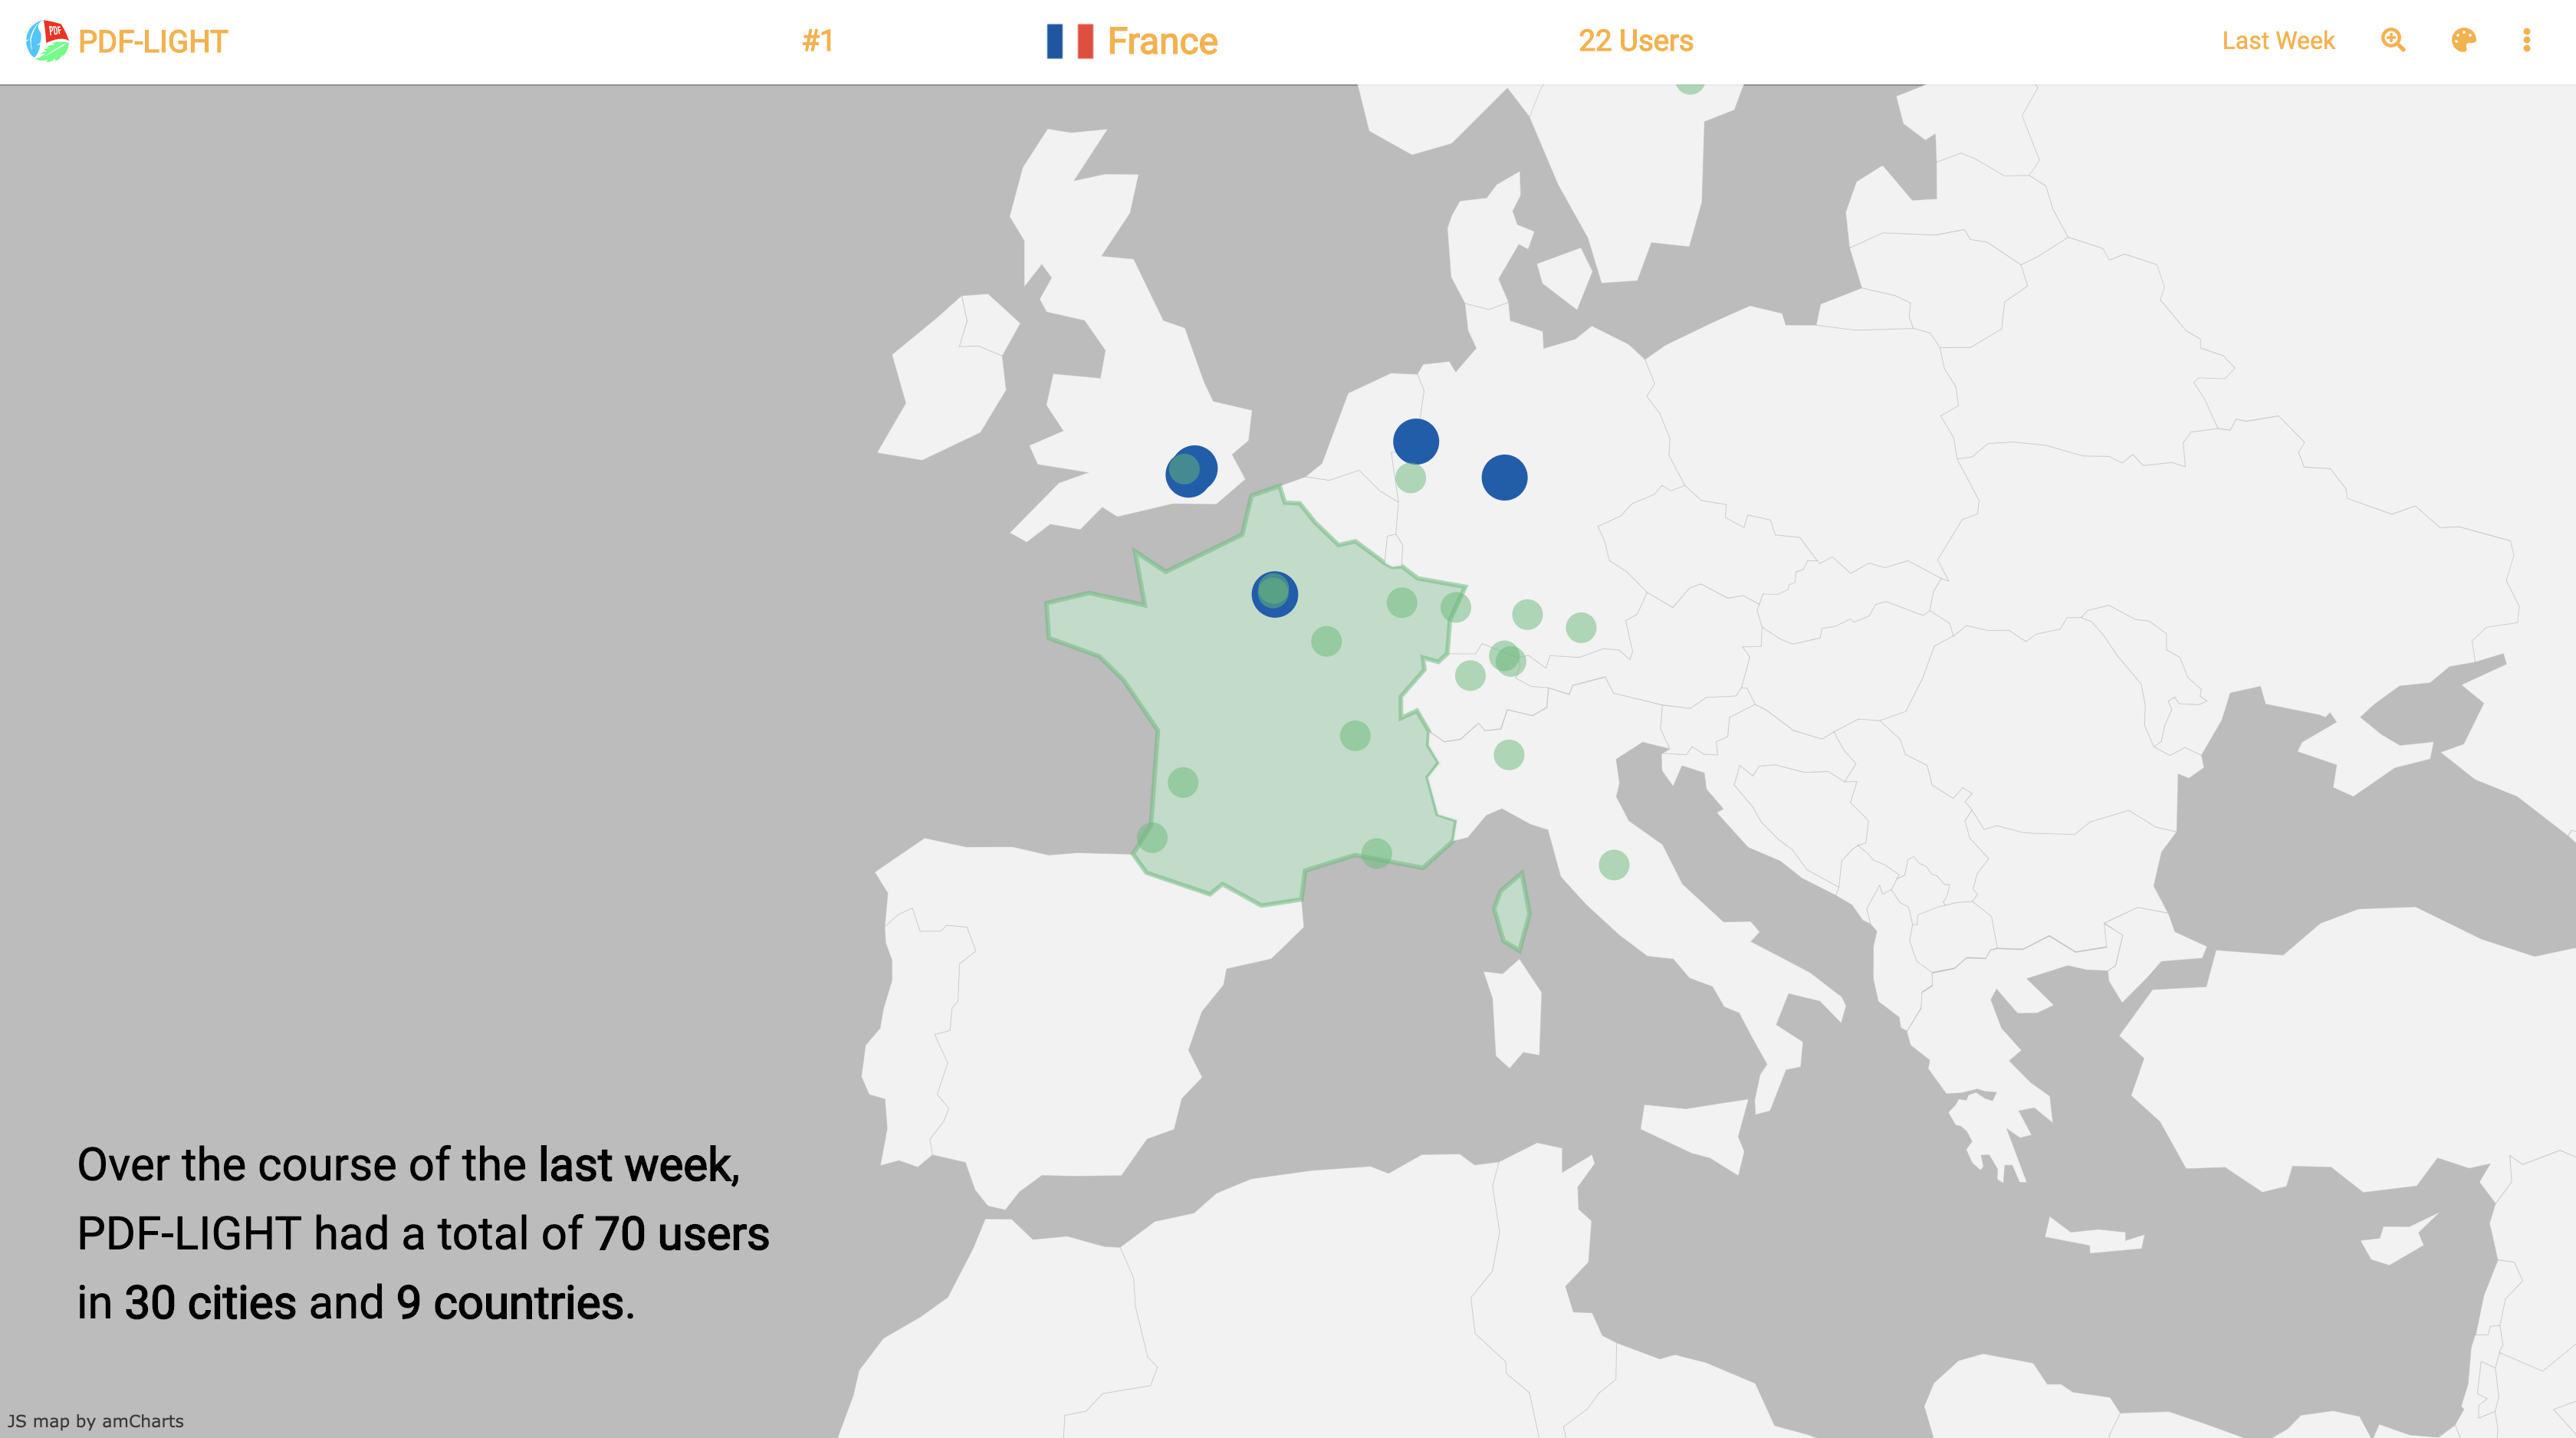 PDF
PDF-LIGHT
#1
France
22 Users
Last Week
Over the course of the last week,
PDF-LIGHT had a total of 70 users
in 30 cities and 9 countries.
JS map by amCharts